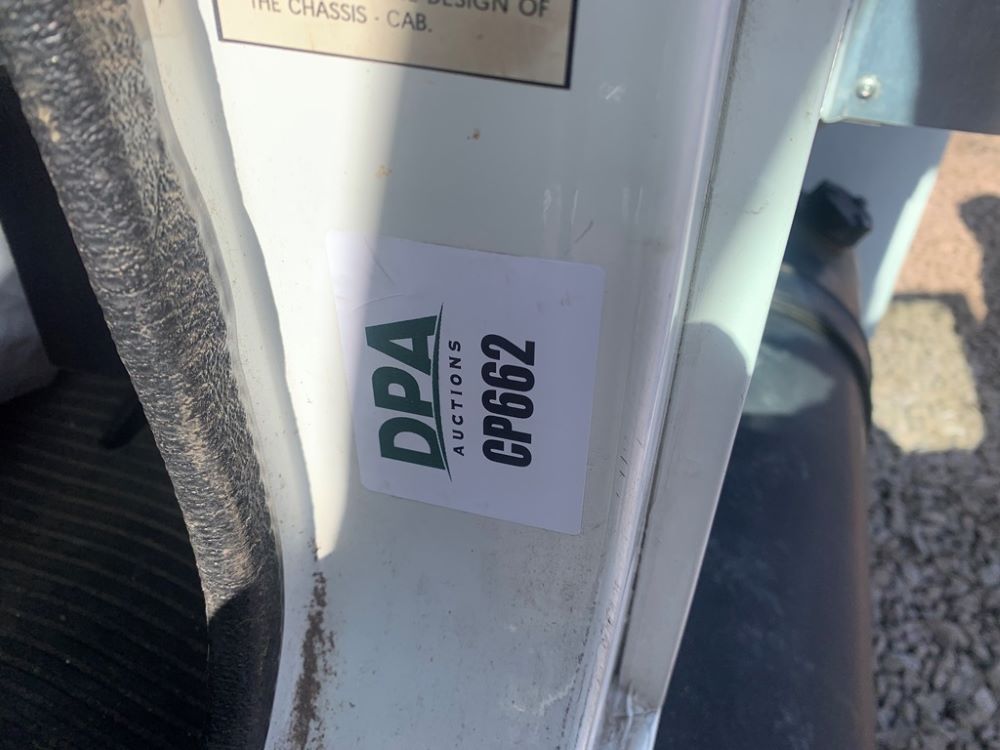 DESIGN OF
THE CHASSIS - CAB.
DPA
AUCTIONS
CP662